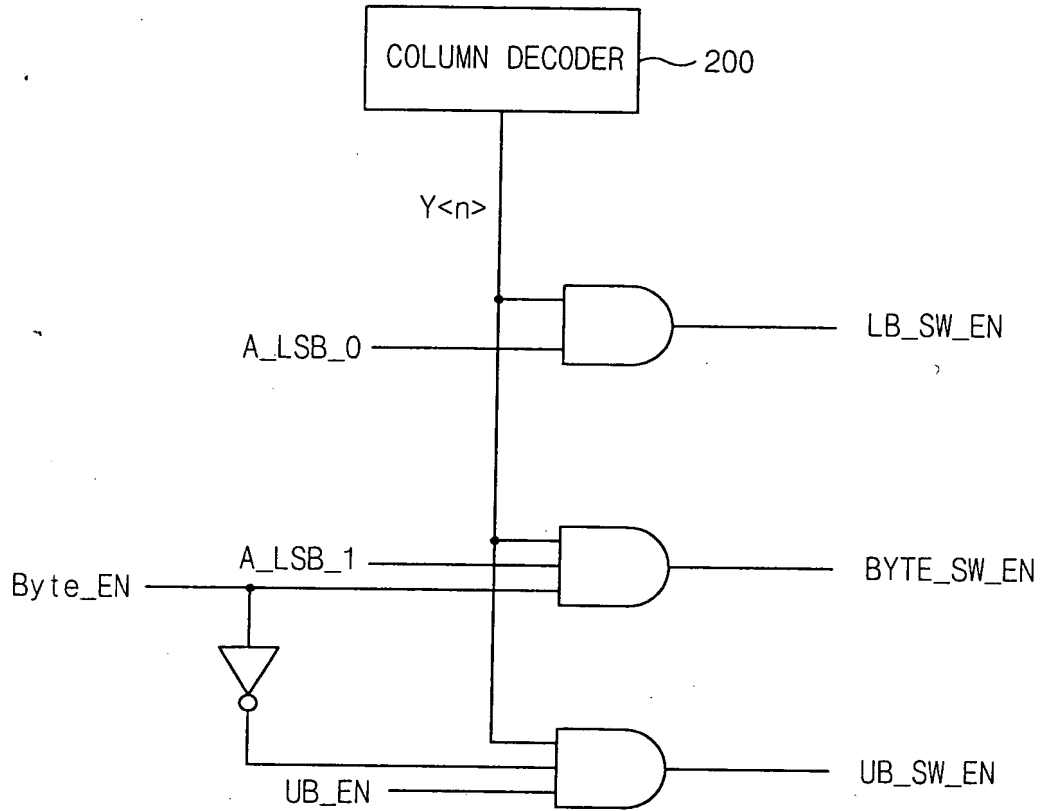 COLUMN DECODER
200
Y<n>
A_LSB_0
LB_SW_EN
A_LSB_1
Byte_EN
BYTE_SW_EN
UB_EN
UB_SW_EN